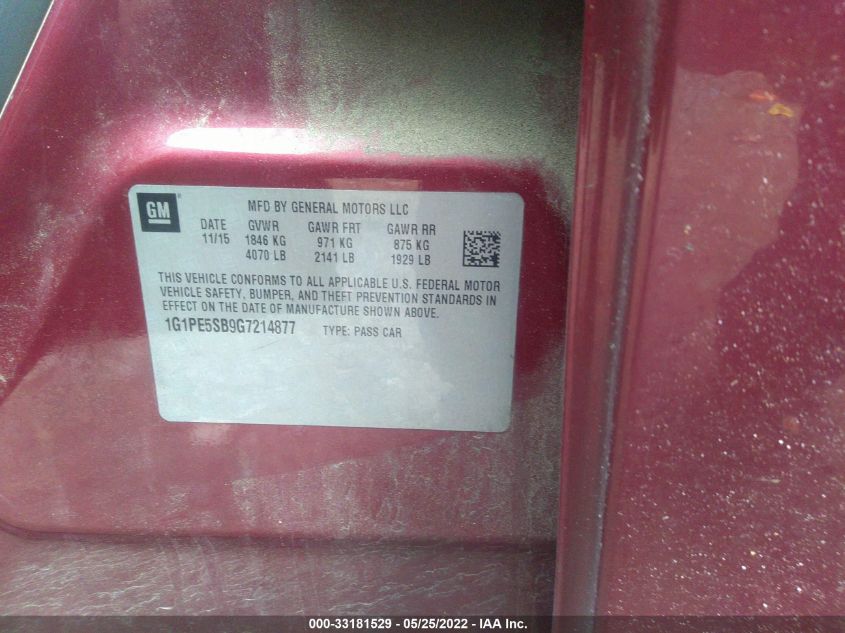 GM
MFD BY GENERAL MOTORS LLC
DATE GVWR GAWR FRT GAWR RR
11/15 1846 KG 971 KG 875 KG
4070 LB 2141 LB 1929 LB
THIS VEHICLE CONFORMS TO ALL APPLICABLE U.S. FEDERAL MOTOR
VEHICLE SAFETY, BUMPER, AND THEFT PREVENTION STANDARDS IN
EFFECT ON THE DATE OF MANUFACTURE SHOWN ABOVE.
1G1PE5SB9G7214877 TYPE: PASS CAR
000-33181529 - 05/25/2022 - IAA Inc.